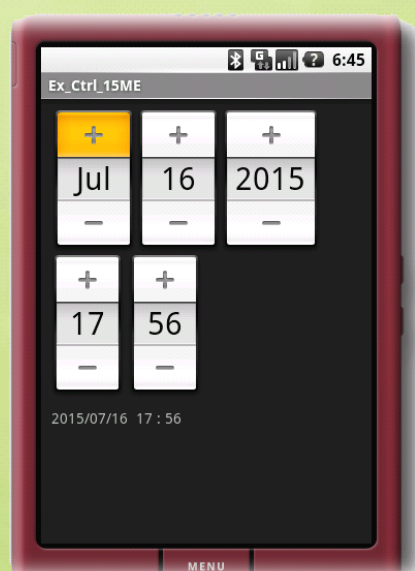 G
? 6:45
Ex_Ctrl_15ME
+ + +
Jul 16 2015
− − −
+ +
17 56
− −
2015/07/16 17 : 56
MENU